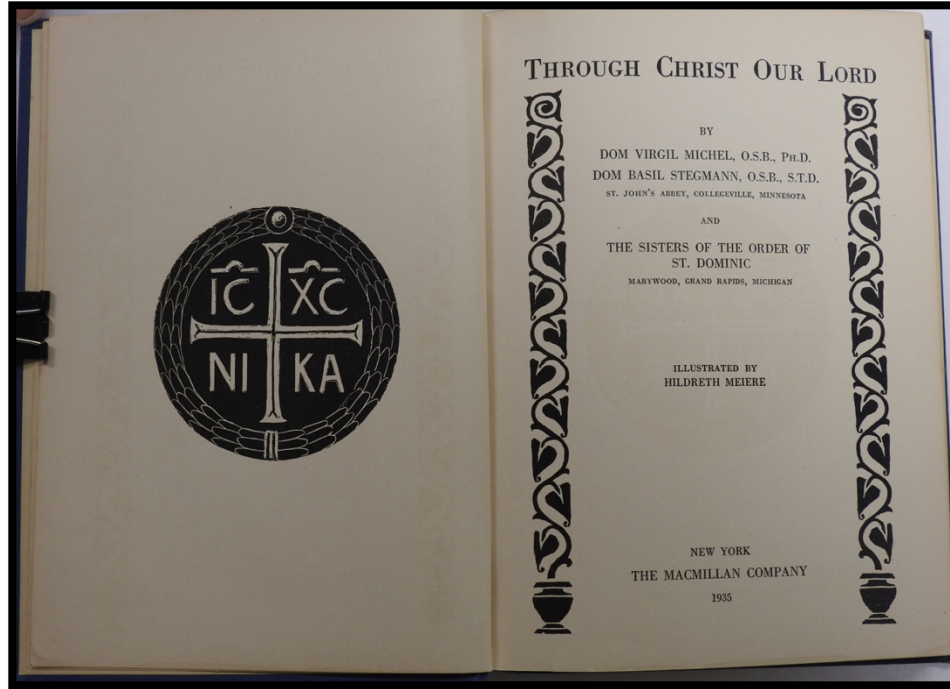 IC XC
NI KA
THROUGH CHRIST OUR LORD
BY
DOM VIRGIL MICHEL, O.S.B., PH.D.
DOM BASIL STEGMANN, O.S.B., S.T.D.
ST. JOHN'S ABBEY, COLLEGEVILLE, MINNESOTA
AND
THE SISTERS OF THE ORDER OF
ST. DOMINIC
MARYWOOD, GRAND RAPIDS, MICHIGAN
ILLUSTRATED BY
HILDRETH MEIERE
NEW YORK
THE MACMILLAN COMPANY
1935